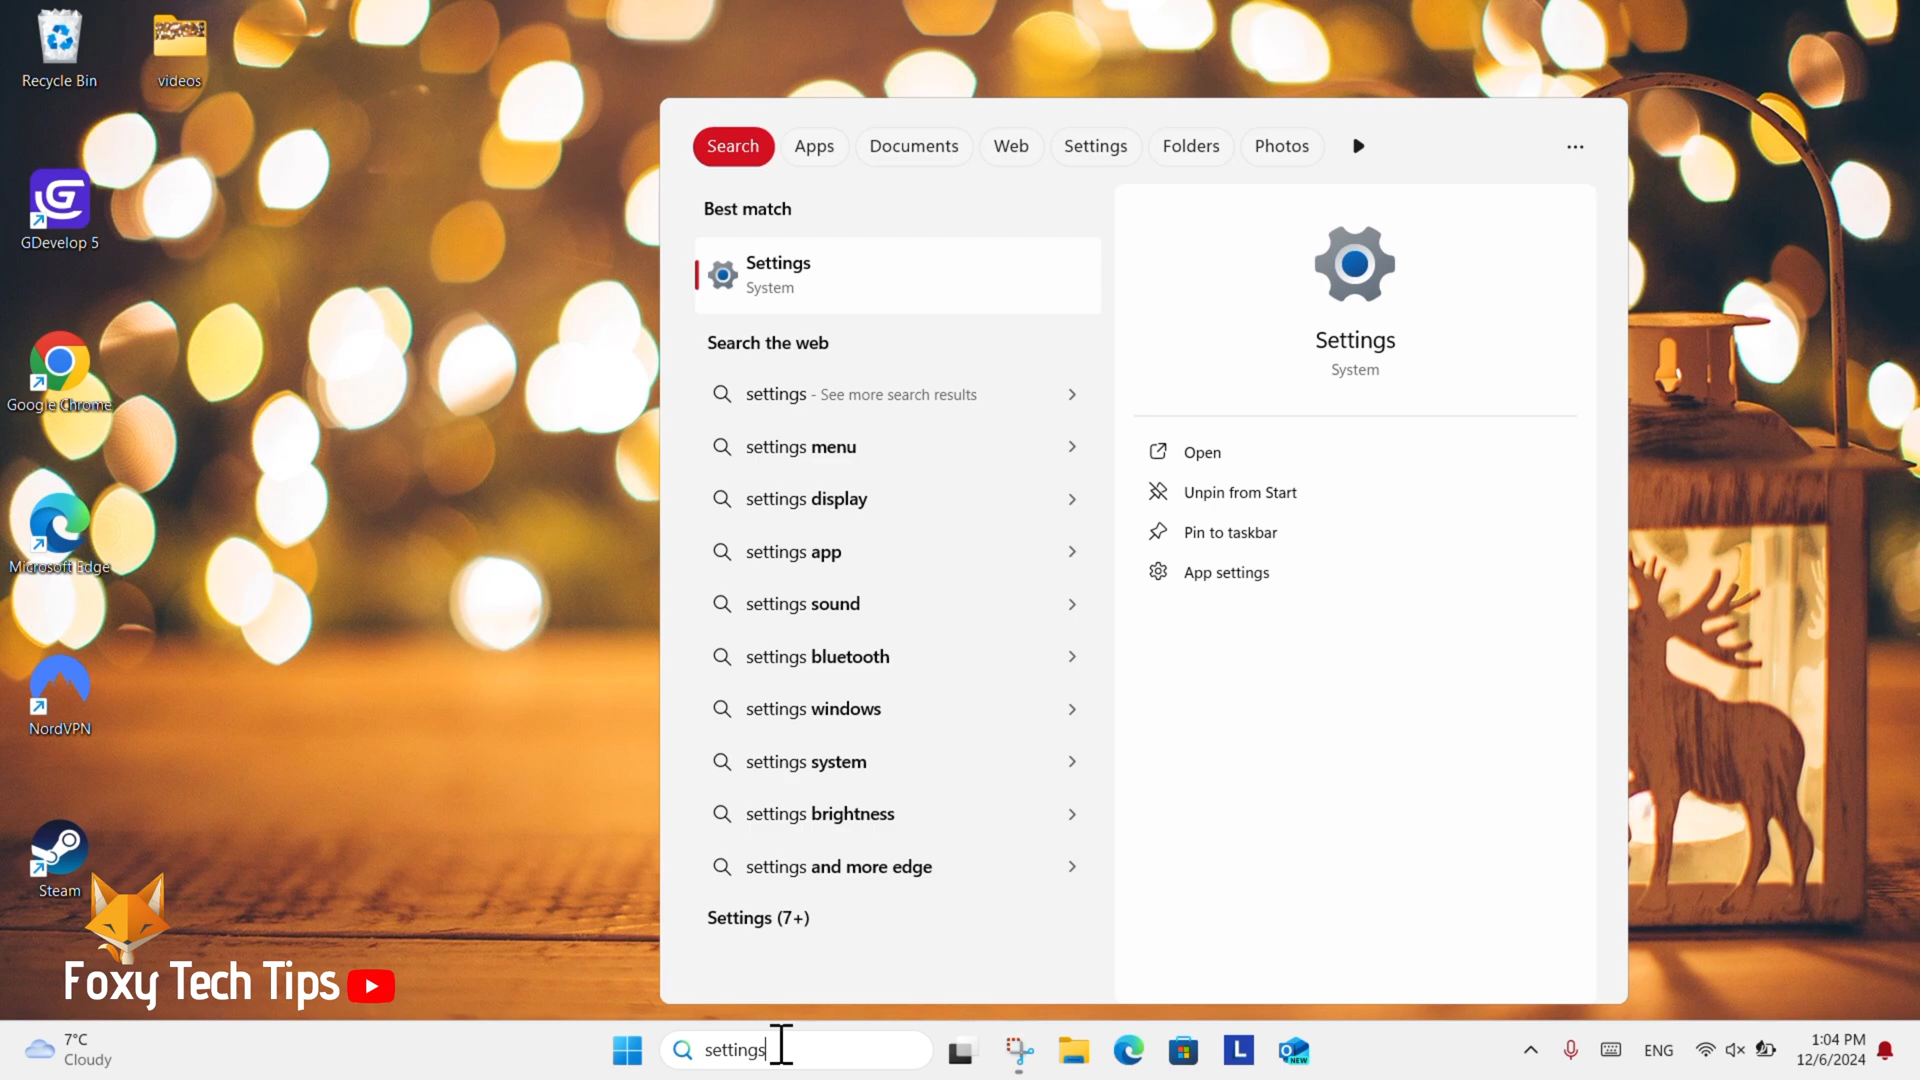 Recycle Bin
videos
GDevelop 5
Google Chrome
Microsoft Edge
NordVPN
Steam
Foxy Tech Tips
Search
Apps
Documents
Web
Settings
Folders
Photos
Best match
Settings
System
Search the web
settings - See more search results
settings menu
settings display
settings app
settings sound
settings bluetooth
settings windows
settings system
settings brightness
settings and more edge
Settings (7+)
Settings
System
Open
Unpin from Start
Pin to taskbar
App settings
7°C
Cloudy
settings
L
NEW
ENG
1:04 PM
12/6/2024